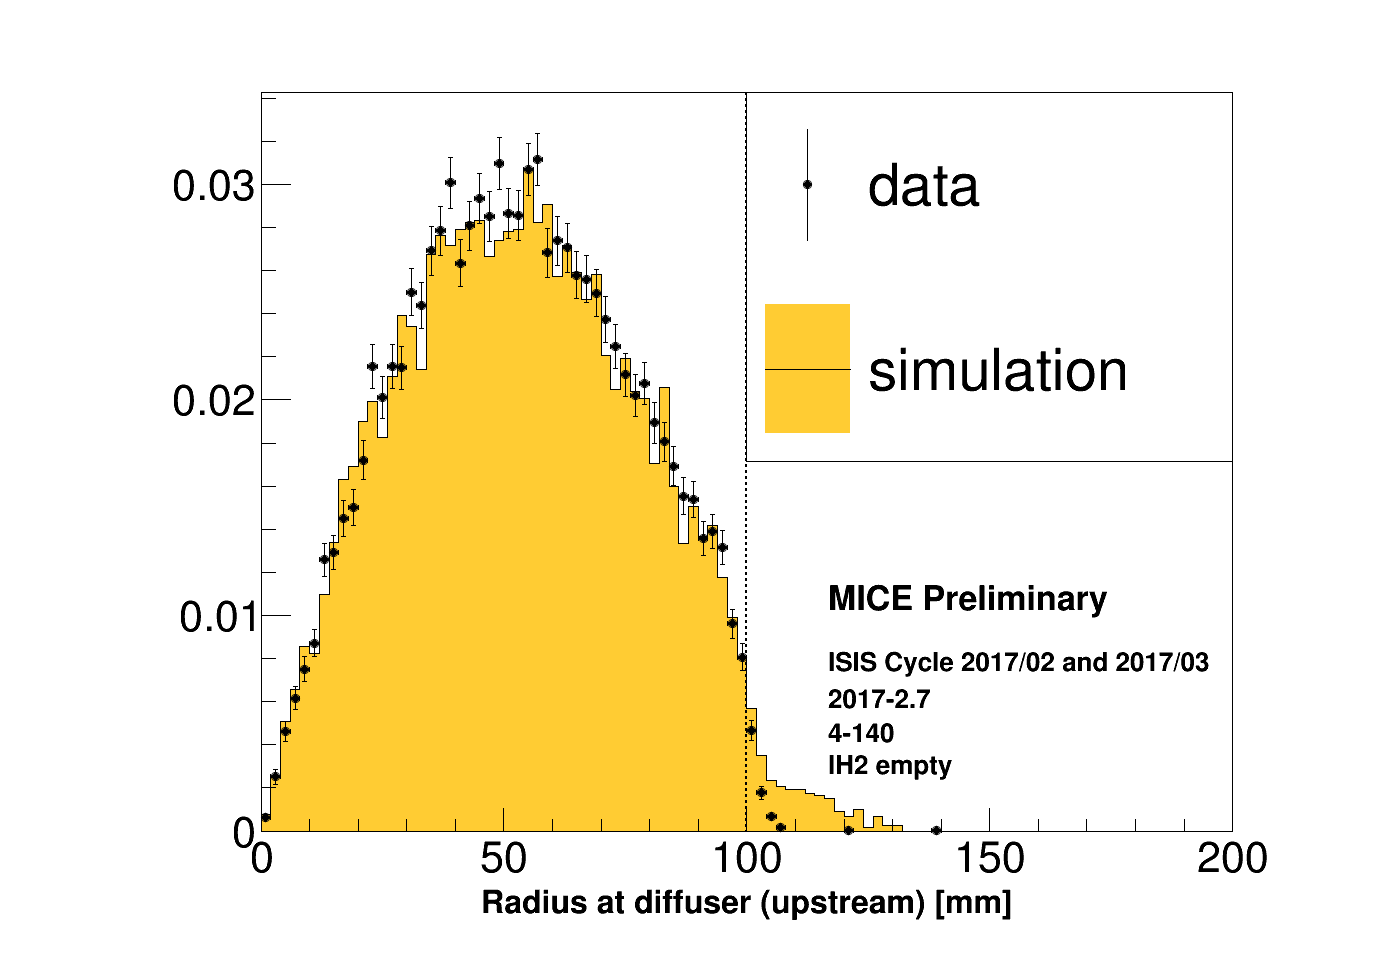 0.03
0.02
0.01
0
0 50 100 150 200
Radius at diffuser (upstream) [mm]
data
simulation
MICE Preliminary
ISIS Cycle 2017/02 and 2017/03
2017-2.7
4-140
IH2 empty